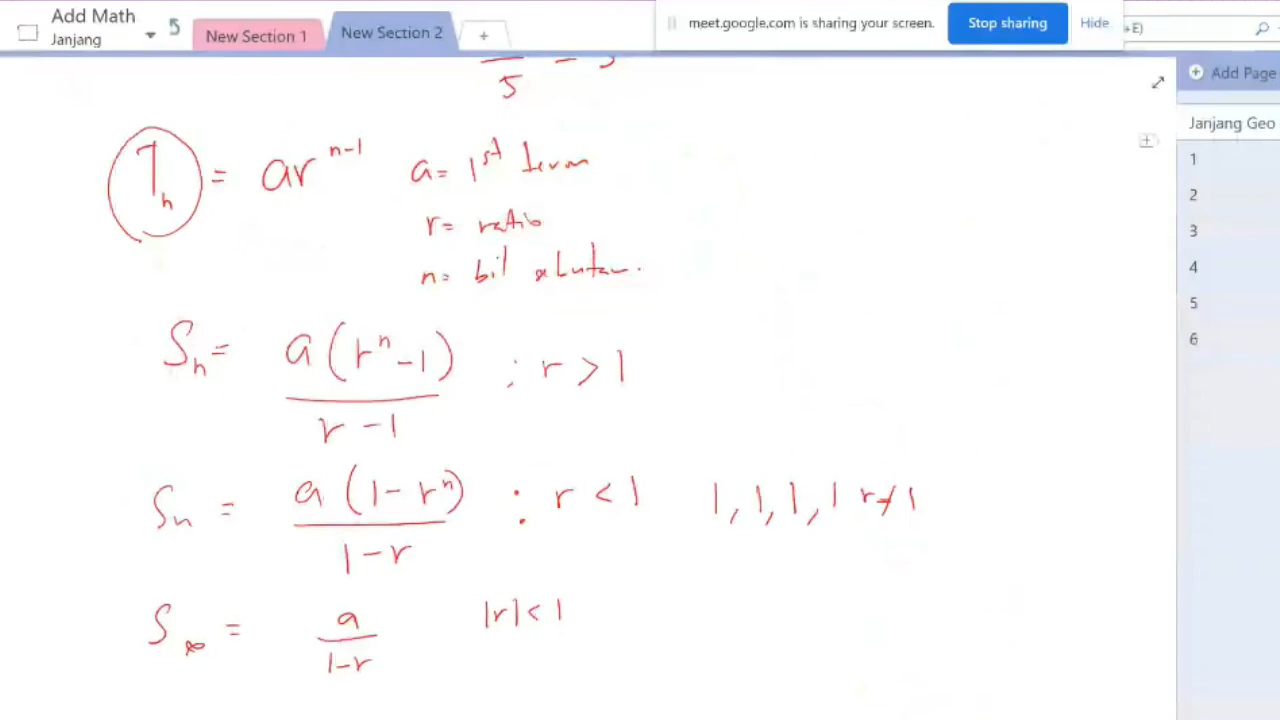 Add Math
Janjang
New Section 1
New Section 2
+
meet.google.com is sharing your screen.
Stop sharing
Hide
+E)
Add Page
Janjang Geo
1
2
3
4
5
6
5
Tn = ar^(n-1) a= 1st term
r= ratio
n= bil sebutan.
Sn= a(r^n-1) / r-1 ; r > 1
Sn = a(1-r^n) / 1-r : r < 1 1, 1, 1, 1 r≠1
S∞ = a / 1-r |r|< 1